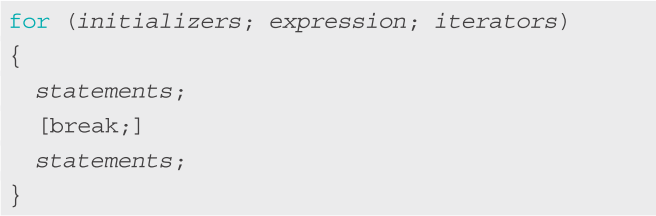 for (initializers; expression; iterators)
{
statements;
[break;]
statements;
}